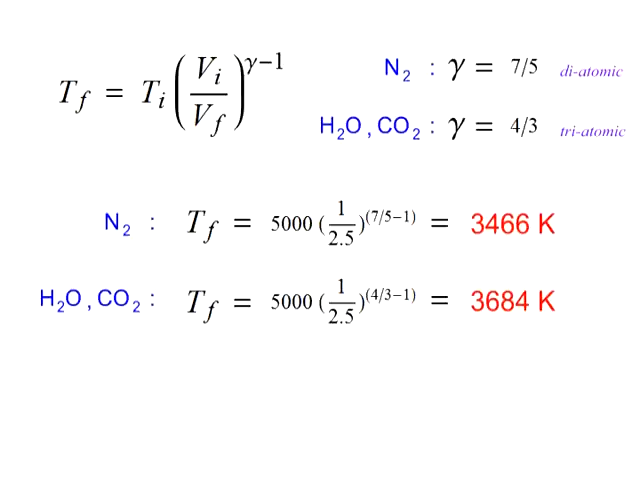 T_f = T_i (V_i / V_f)^{γ−1}
N₂ : γ = 7/5 di-atomic
H₂O , CO₂ : γ = 4/3 tri-atomic
N₂ : T_f = 5000 (1/2.5)^{(7/5−1)} = 3466 K
H₂O , CO₂ : T_f = 5000 (1/2.5)^{(4/3−1)} = 3684 K